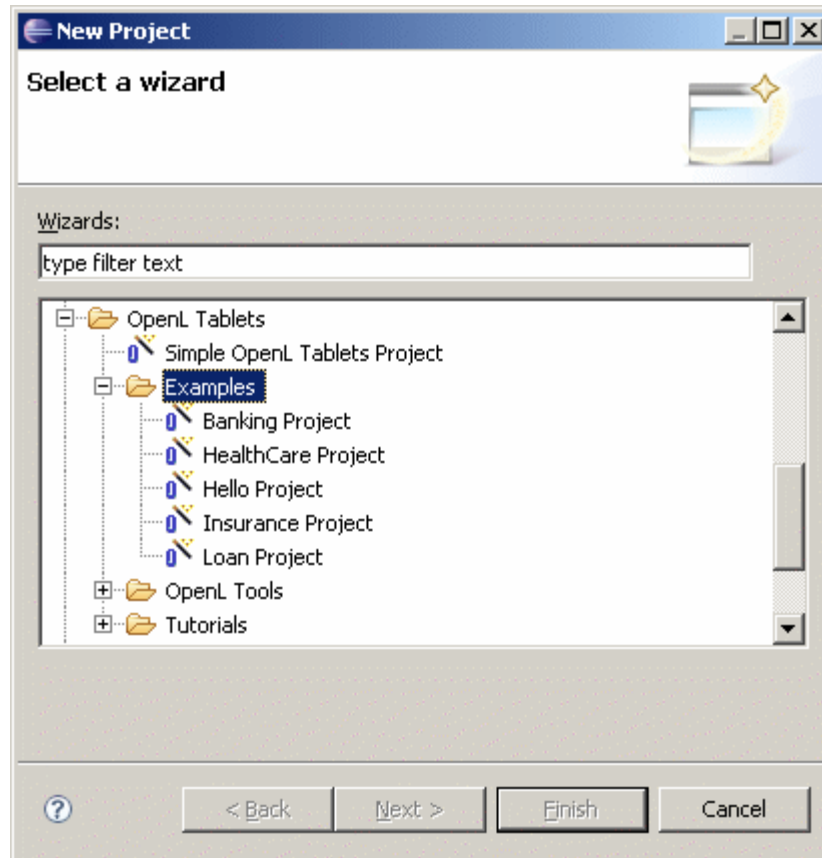 New Project
Select a wizard
Wizards:
type filter text
OpenL Tablets
Simple OpenL Tablets Project
Examples
Banking Project
HealthCare Project
Hello Project
Insurance Project
Loan Project
OpenL Tools
Tutorials
< Back Next > Finish Cancel